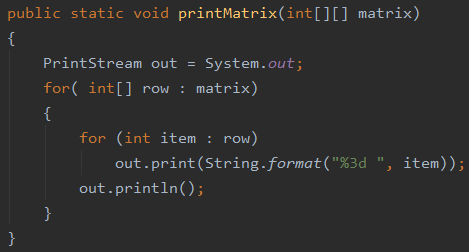 public static void printMatrix(int[][] matrix)
{
    PrintStream out = System.out;
    for( int[] row : matrix)
    {
        for (int item : row)
            out.print(String.format("%3d ", item));
        out.println();
    }
}